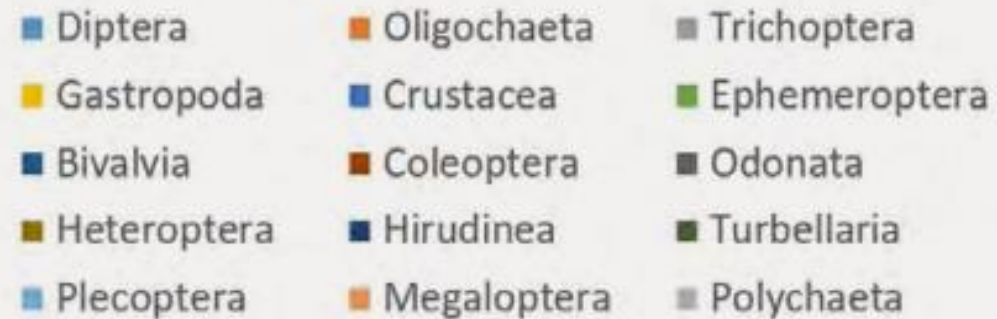 Diptera Oligochaeta Trichoptera
Gastropoda Crustacea Ephemeroptera
Bivalvia Coleoptera Odonata
Heteroptera Hirudinea Turbellaria
Plecoptera Megaloptera Polychaeta